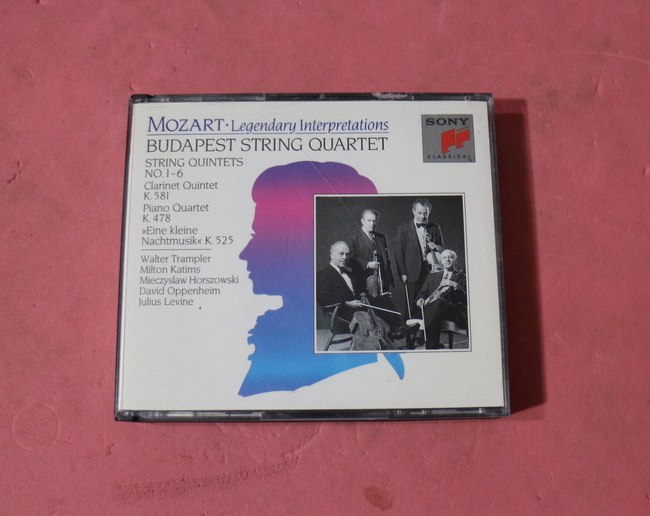 MOZART · Legendary Interpretations
BUDAPEST STRING QUARTET
SONY
CLASSICAL
STRING QUINTETS
NO. 1-6
Clarinet Quintet
K. 581
Piano Quartet
K. 478
»Eine kleine
Nachtmusik« K. 525
Walter Trampler
Milton Katims
Mieczyslaw Horszowski
David Oppenheim
Julius Levine